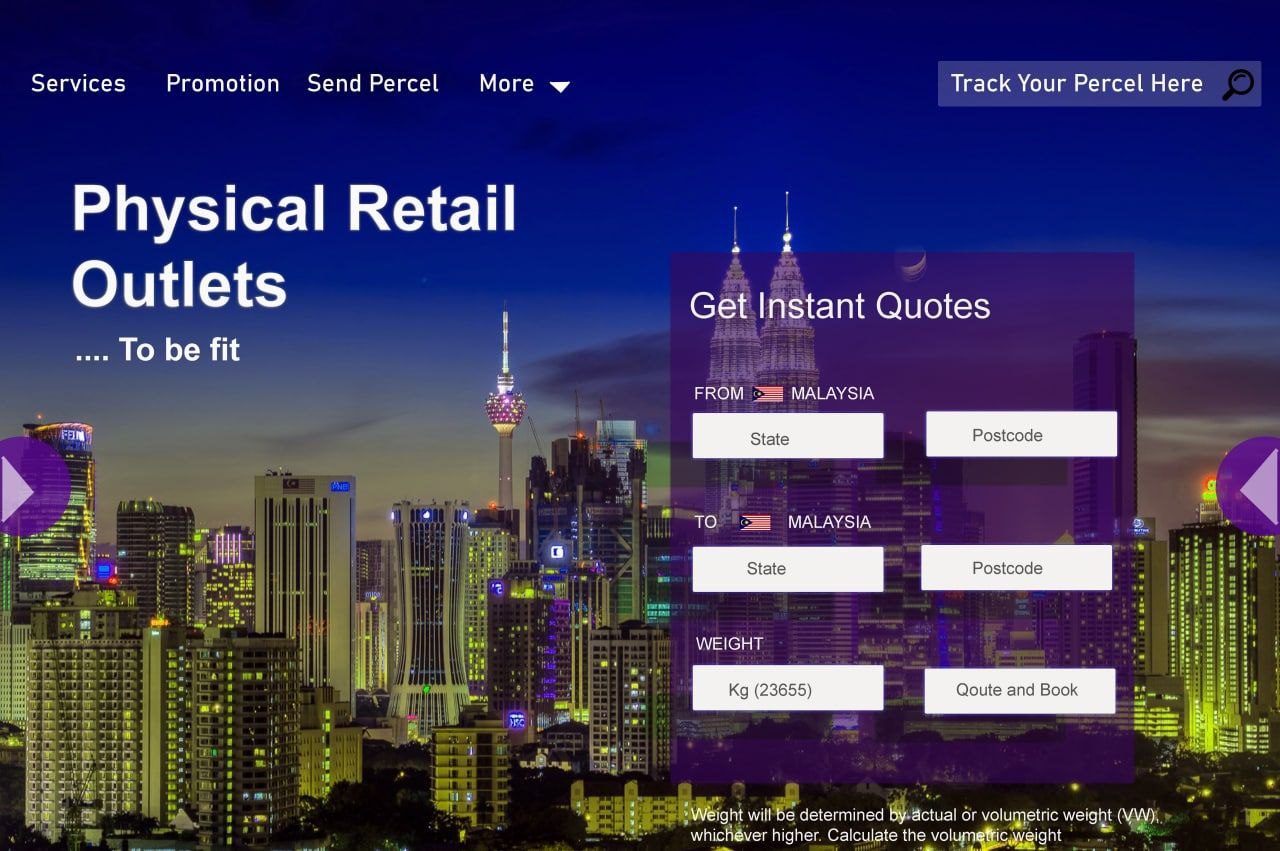 Services Promotion Send Percel More
Track Your Percel Here
Physical Retail
Outlets
.... To be fit
Get Instant Quotes
FROM MALAYSIA
State
Postcode
TO MALAYSIA
State
Postcode
WEIGHT
Kg (23655)
Qoute and Book
Weight will be determined by actual or volumetric weight (VW),
whichever higher. Calculate the volumetric weight